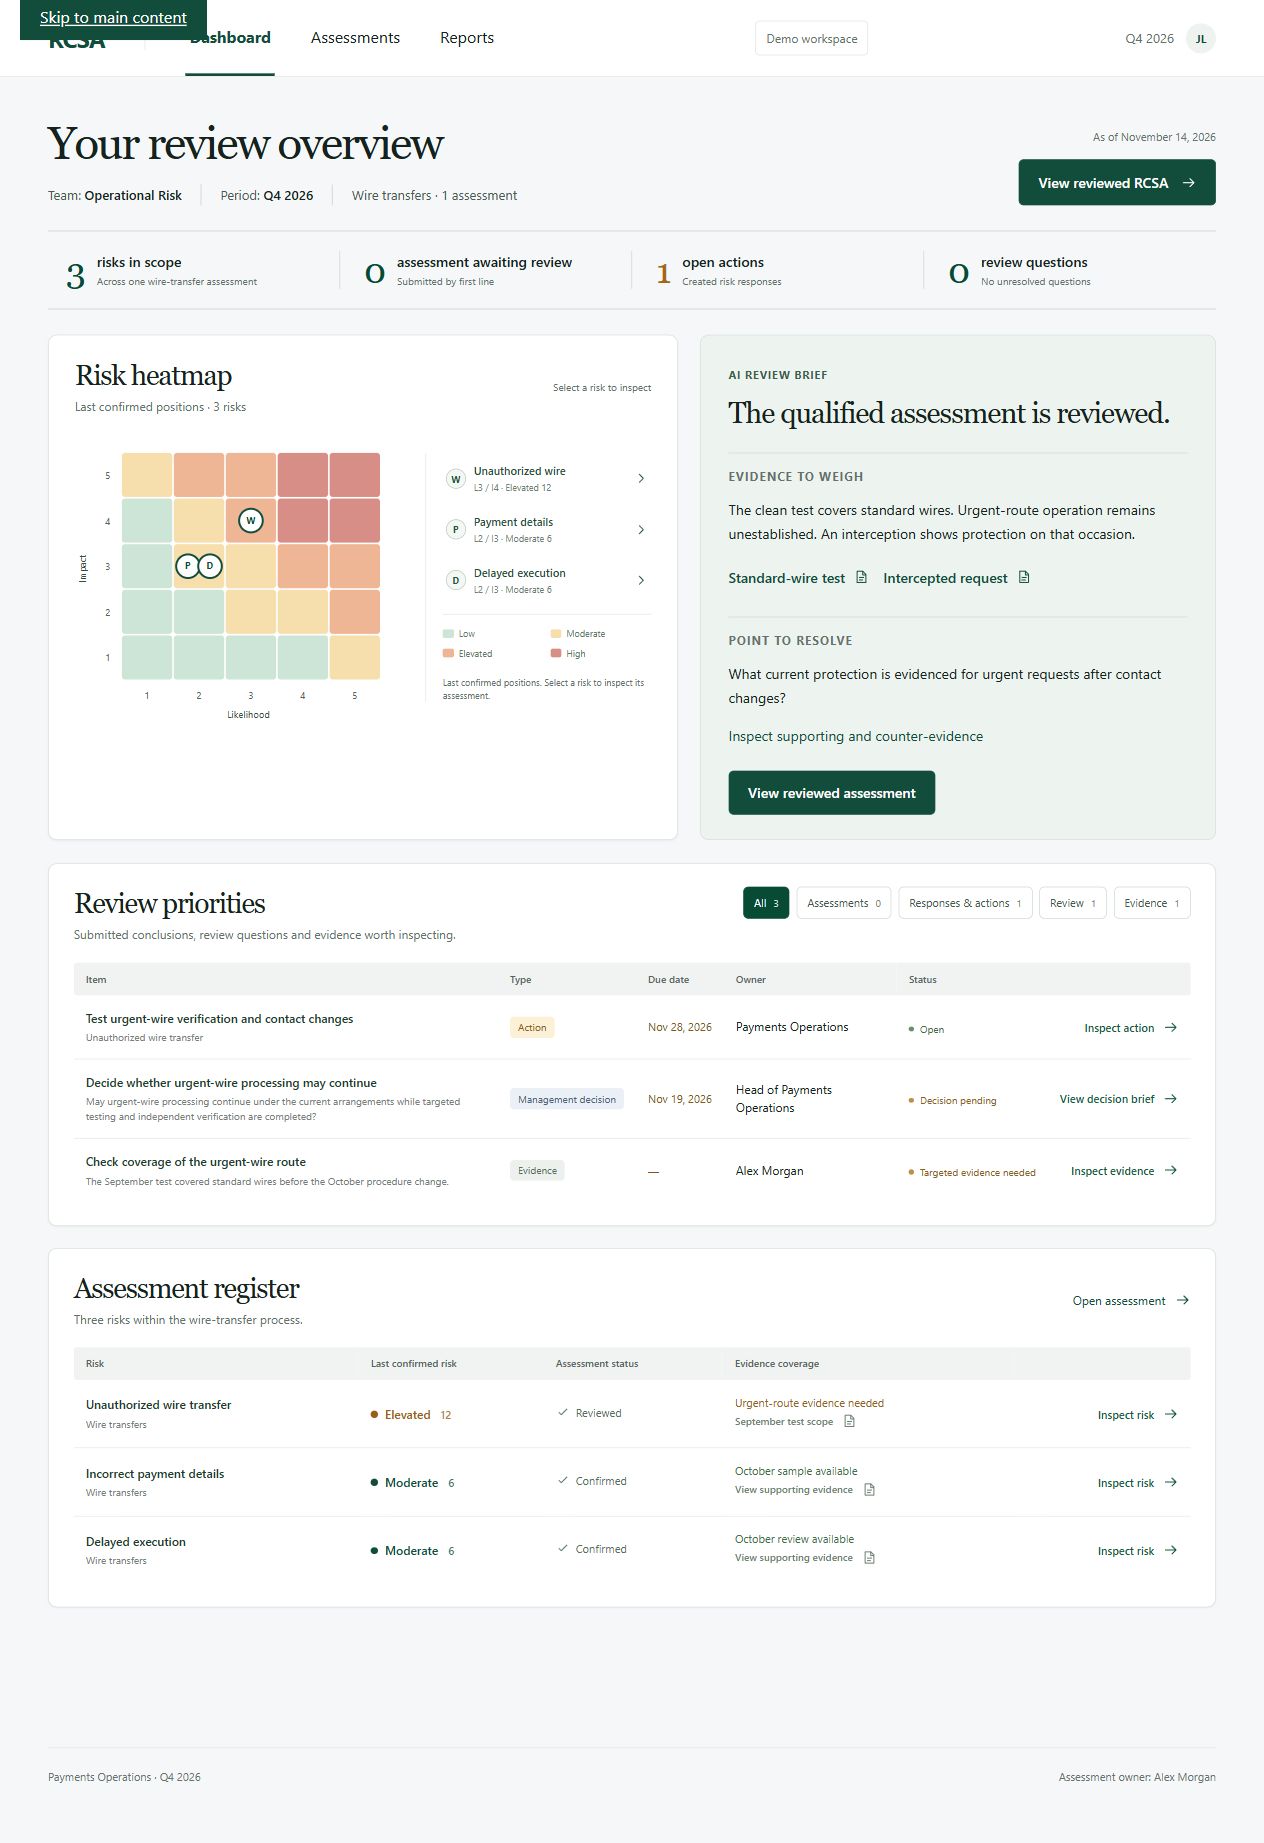 Skip to main content
RCSA
Dashboard
Assessments
Reports
Demo workspace
Q4 2026
JL
Your review overview
As of November 14, 2026
Team: Operational Risk
Period: Q4 2026
Wire transfers · 1 assessment
View reviewed RCSA
3
risks in scope
Across one wire-transfer assessment
0
assessment awaiting review
Submitted by first line
1
open actions
Created risk responses
0
review questions
No unresolved questions
Risk heatmap
Last confirmed positions · 3 risks
Select a risk to inspect
Impact
5
4
3
2
1
W
P
D
1
2
3
4
5
Likelihood
W
Unauthorized wire
L3 / I4 · Elevated 12
P
Payment details
L2 / I3 · Moderate 6
D
Delayed execution
L2 / I3 · Moderate 6
Low
Moderate
Elevated
High
Last confirmed positions. Select a risk to inspect its
assessment.
AI REVIEW BRIEF
The qualified assessment is reviewed.
EVIDENCE TO WEIGH
The clean test covers standard wires. Urgent-route operation remains
unestablished. An interception shows protection on that occasion.
Standard-wire test
Intercepted request
POINT TO RESOLVE
What current protection is evidenced for urgent requests after contact
changes?
Inspect supporting and counter-evidence
View reviewed assessment
Review priorities
Submitted conclusions, review questions and evidence worth inspecting.
All 3
Assessments 0
Responses & actions 1
Review 1
Evidence 1
Item
Type
Due date
Owner
Status
Test urgent-wire verification and contact changes
Unauthorized wire transfer
Action
Nov 28, 2026
Payments Operations
Open
Inspect action
Decide whether urgent-wire processing may continue
May urgent-wire processing continue under the current arrangements while targeted
testing and independent verification are completed?
Management decision
Nov 19, 2026
Head of Payments
Operations
Decision pending
View decision brief
Check coverage of the urgent-wire route
The September test covered standard wires before the October procedure change.
Evidence
—
Alex Morgan
Targeted evidence needed
Inspect evidence
Assessment register
Three risks within the wire-transfer process.
Open assessment
Risk
Last confirmed risk
Assessment status
Evidence coverage
Unauthorized wire transfer
Wire transfers
Elevated 12
Reviewed
Urgent-route evidence needed
September test scope
Inspect risk
Incorrect payment details
Wire transfers
Moderate 6
Confirmed
October sample available
View supporting evidence
Inspect risk
Delayed execution
Wire transfers
Moderate 6
Confirmed
October review available
View supporting evidence
Inspect risk
Payments Operations · Q4 2026
Assessment owner: Alex Morgan